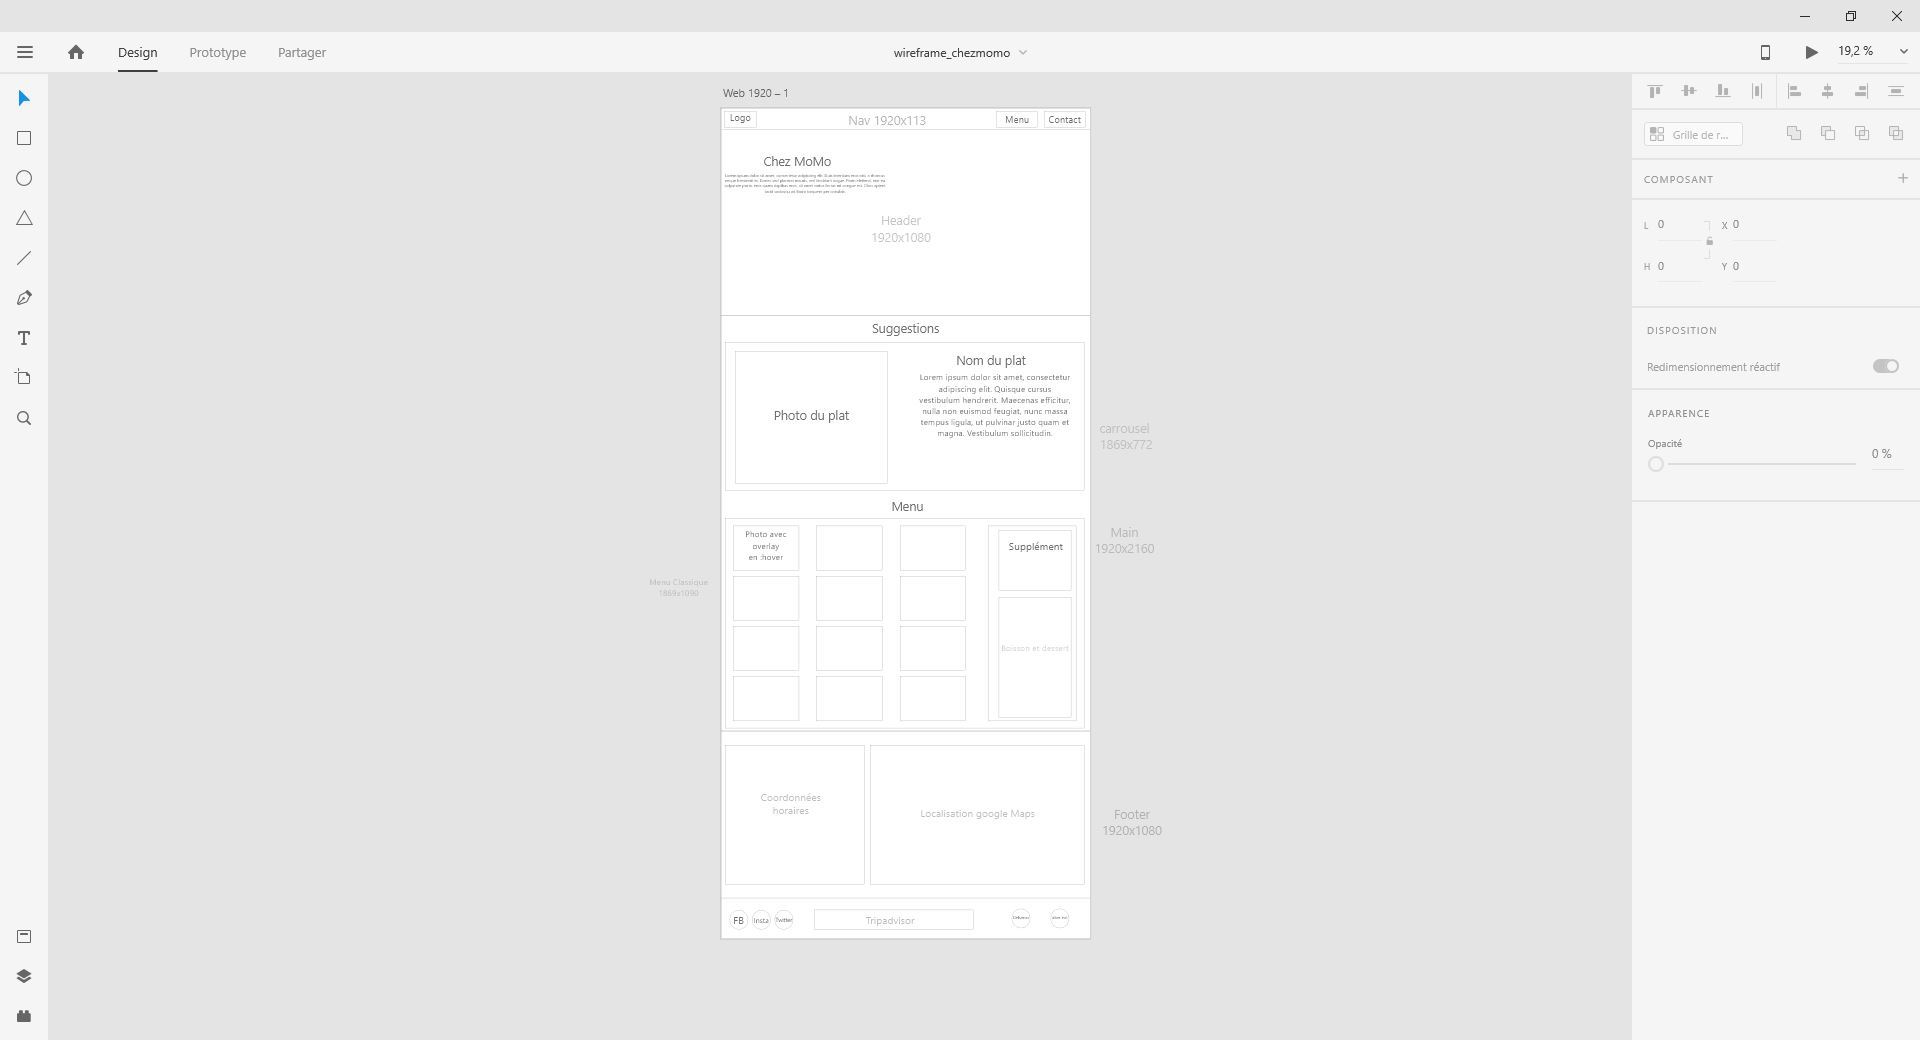 Design
Prototype
Partager
wireframe_chezmomo
19,2 %
Web 1920 – 1
Logo
Nav 1920x113
Menu
Contact
Chez MoMo
Header
1920x1080
Suggestions
Photo du plat
Nom du plat
Lorem ipsum dolor sit amet, consectetur
adipiscing elit. Quisque cursus
vestibulum hendrerit. Maecenas efficitur,
nulla non euismod feugiat, nunc massa
tempus ligula, ut pulvinar justo quam et
magna. Vestibulum sollicitudin.
carrousel
1869x772
Menu
Photo avec
overlay
en :hover
Supplément
Boisson et dessert
Main
1920x2160
Menu Classique
1869x1090
Coordonnées
horaires
Localisation google Maps
Footer
1920x1080
FB
Insta
Twitter
Tripadvisor
Grille de r...
COMPOSANT
L 0
X 0
H 0
Y 0
DISPOSITION
Redimensionnement réactif
APPARENCE
Opacité
0 %